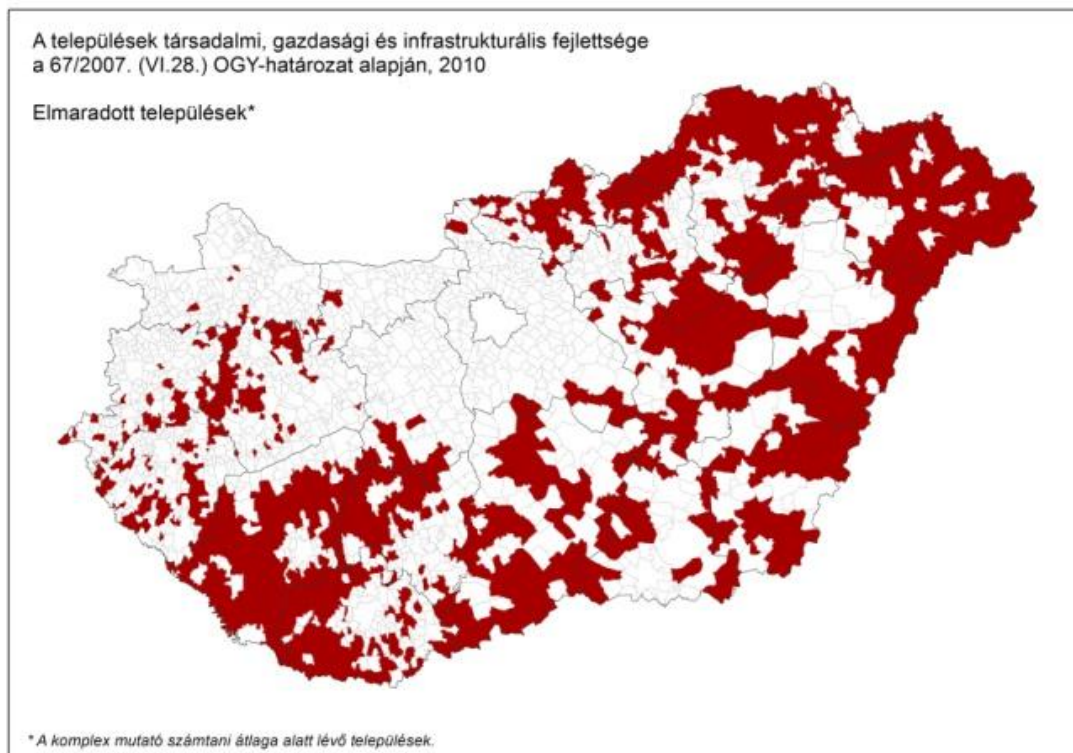 A települések társadalmi, gazdasági és infrastrukturális fejlettsége
a 67/2007. (VI.28.) OGY-határozat alapján, 2010
Elmaradott települések*
* A komplex mutató számtani átlaga alatt lévő települések.